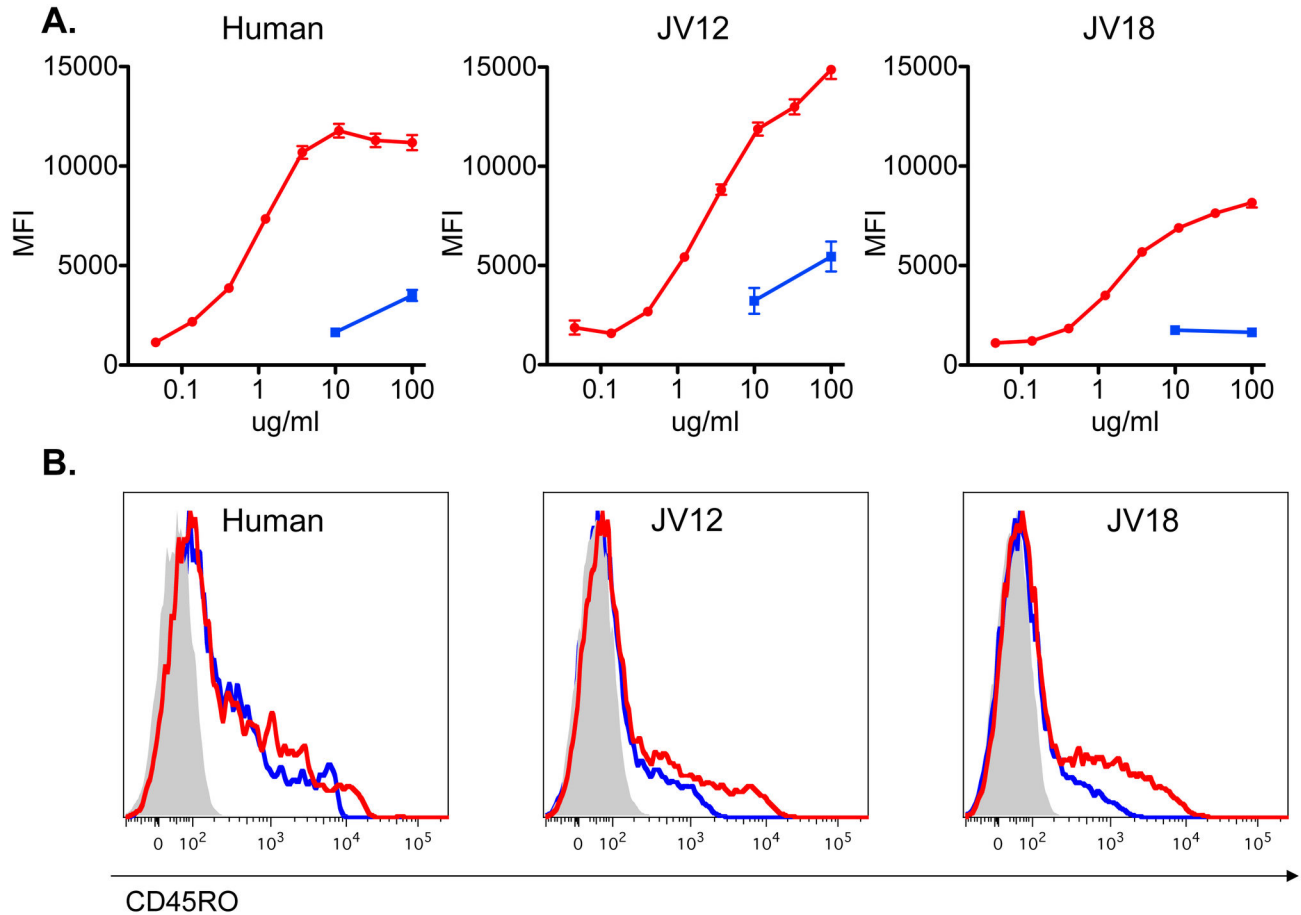 A.
Human JV12 JV18
15000 15000 15000
10000 10000 10000
MFI MFI MFI
5000 5000 5000
0 0 0
0.1 1 10 100 0.1 1 10 100 0.1 1 10 100
ug/ml ug/ml ug/ml
B.
Human JV12 JV18
0 10² 10³ 10⁴ 10⁵ 0 10² 10³ 10⁴ 10⁵ 0 10² 10³ 10⁴ 10⁵
CD45RO